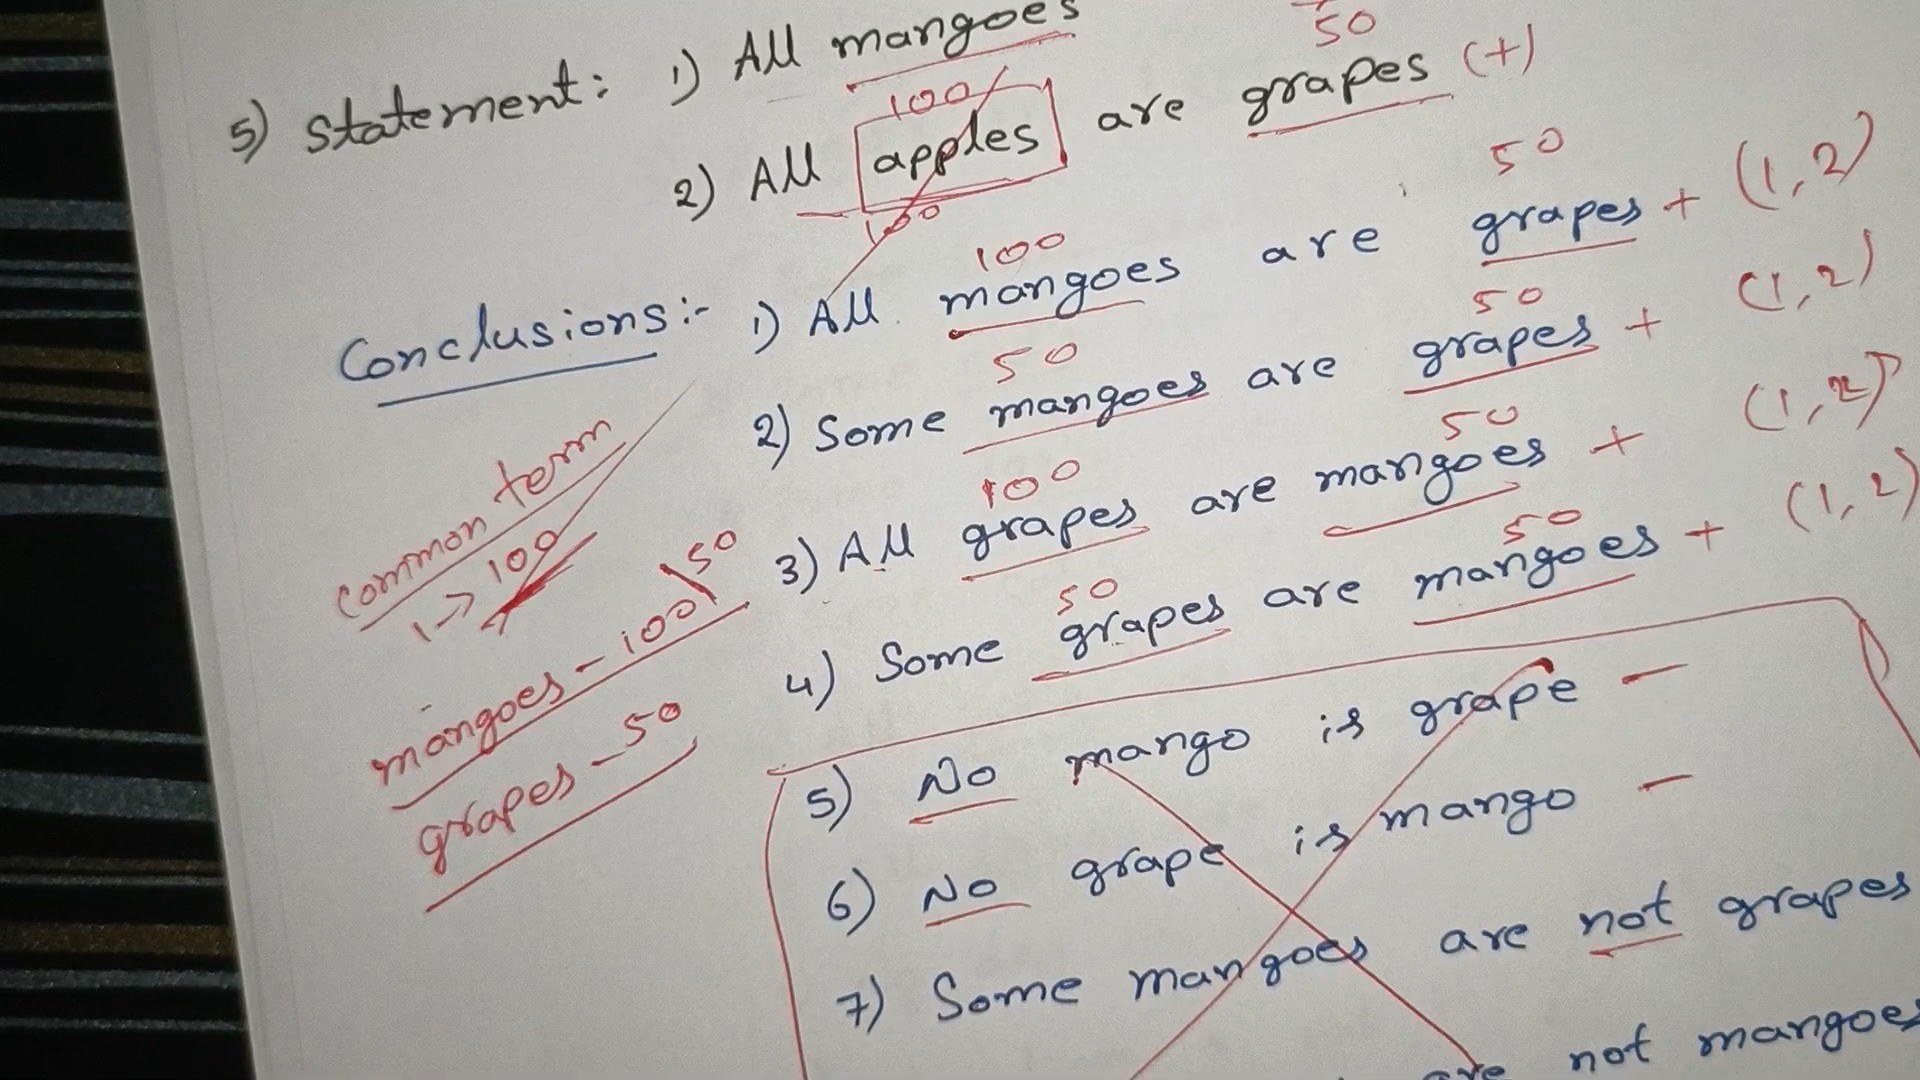 5) Statement: 1) All mangoes
50
100
2) All apples are grapes (+)
100
50
Conclusions:- 1) All mangoes are grapes + (1,2)
100
50
50
2) Some mangoes are grapes + (1,2)
100
50
3) All grapes are mangoes + (1,2)
50
50
4) Some grapes are mangoes + (1,2)
common term
1→ 100
mangoes - 100 50
grapes - 50
5) No mango is grape -
6) No grape is mango -
7) Some mangoes are not grapes
are not mangoes